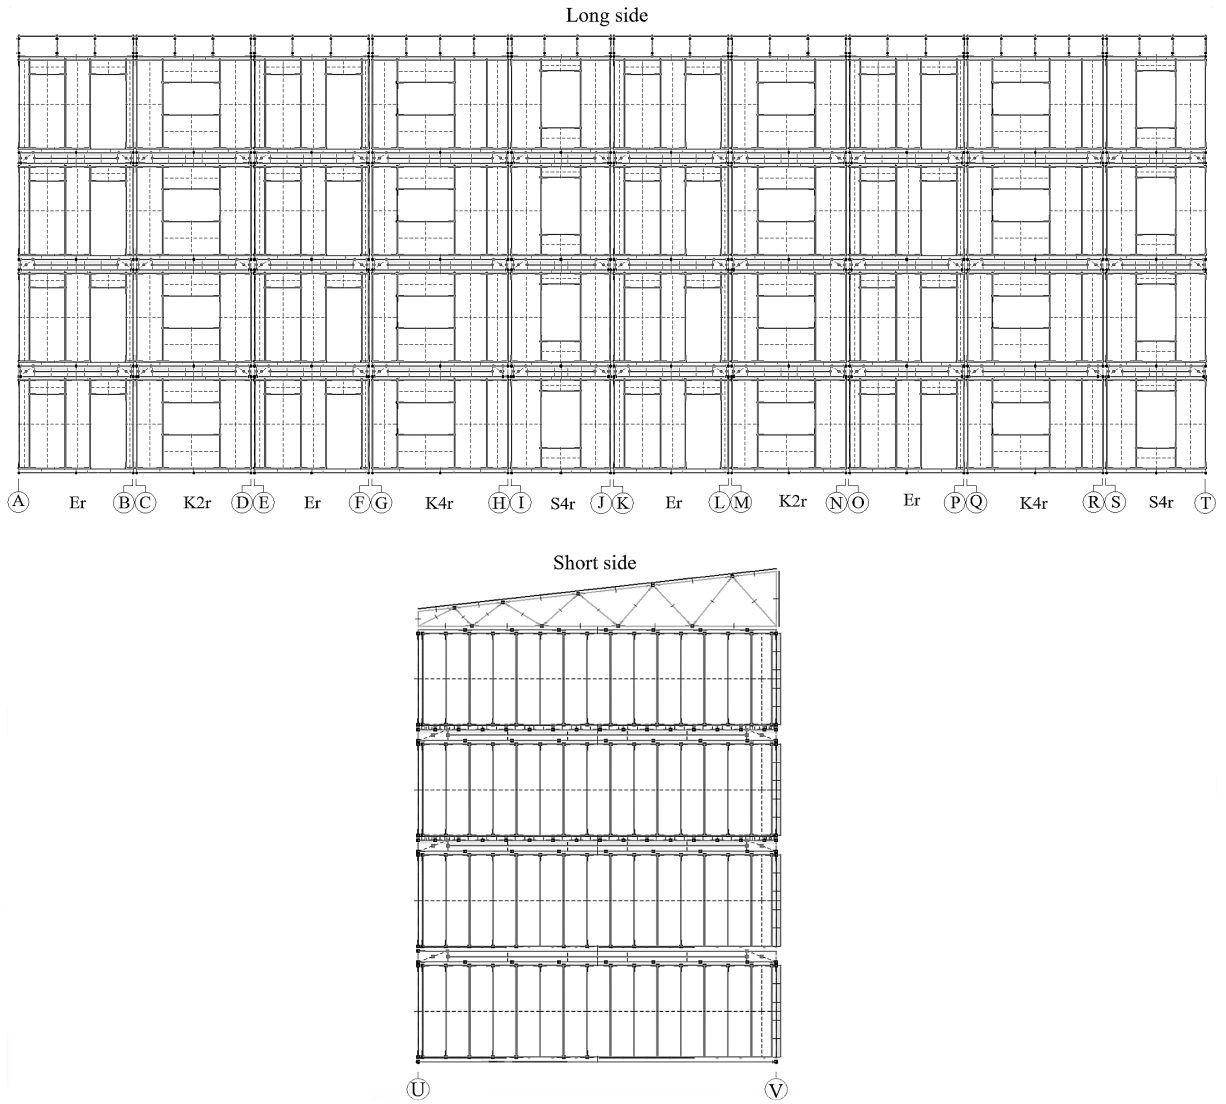 Long side
A Er B C K2r D E Er F G K4r H I S4r J K Er L M K2r N O Er P Q K4r R S S4r T
Short side
U V